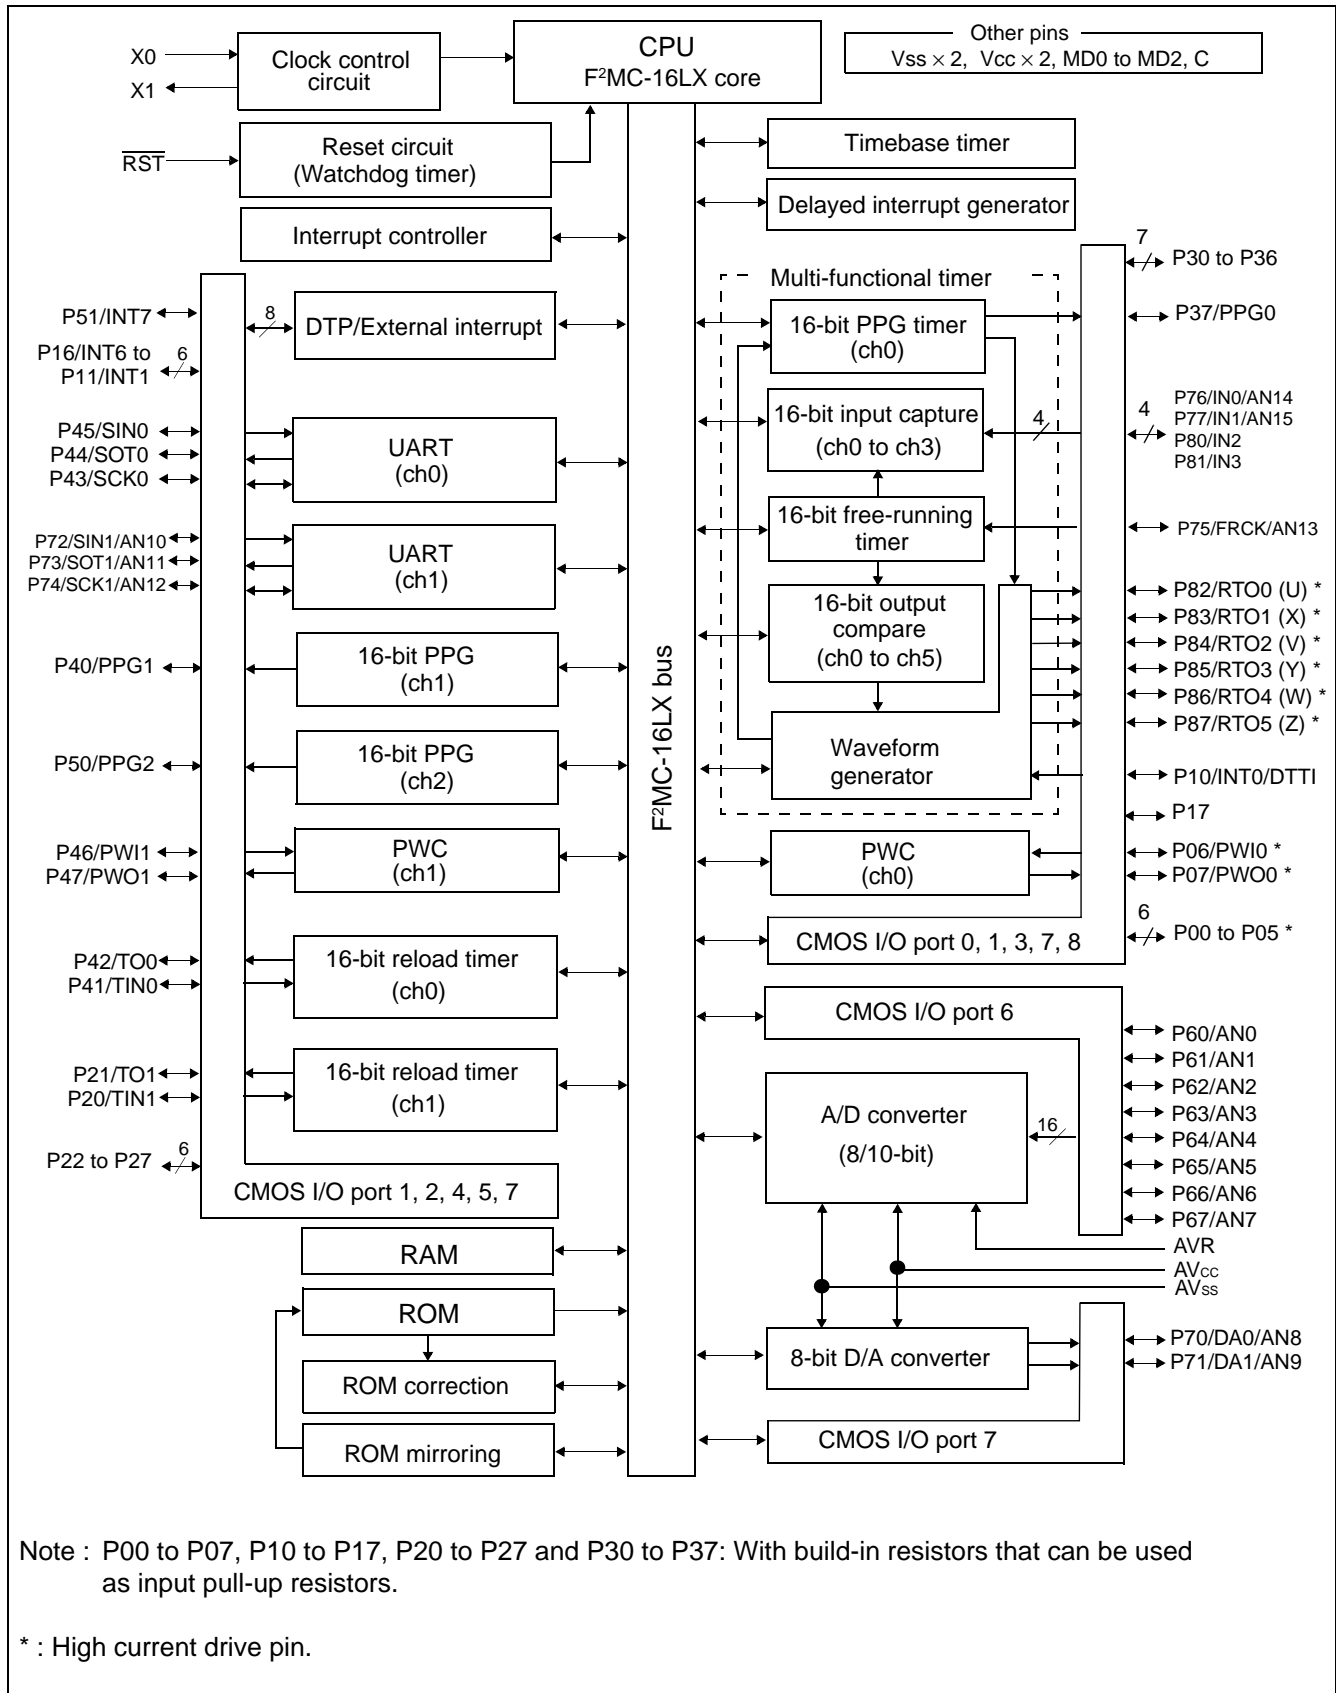 X0
X1
Clock control
circuit
CPU
F²MC-16LX core
Other pins
Vss × 2, Vcc × 2, MD0 to MD2, C
RST
Reset circuit
(Watchdog timer)
Interrupt controller
Timebase timer
Delayed interrupt generator
P51/INT7
P16/INT6 to
P11/INT1
6
8
DTP/External interrupt
P45/SIN0
P44/SOT0
P43/SCK0
UART
(ch0)
P72/SIN1/AN10
P73/SOT1/AN11
P74/SCK1/AN12
UART
(ch1)
P40/PPG1
16-bit PPG
(ch1)
P50/PPG2
16-bit PPG
(ch2)
P46/PWI1
P47/PWO1
PWC
(ch1)
P42/TO0
P41/TIN0
16-bit reload timer
(ch0)
P21/TO1
P20/TIN1
16-bit reload timer
(ch1)
P22 to P27
6
CMOS I/O port 1, 2, 4, 5, 7
RAM
ROM
ROM correction
ROM mirroring
F²MC-16LX bus
Multi-functional timer
16-bit PPG timer
(ch0)
16-bit input capture
(ch0 to ch3)
4
16-bit free-running
timer
16-bit output
compare
(ch0 to ch5)
Waveform
generator
PWC
(ch0)
CMOS I/O port 0, 1, 3, 7, 8
7
P30 to P36
P37/PPG0
4
P76/IN0/AN14
P77/IN1/AN15
P80/IN2
P81/IN3
P75/FRCK/AN13
P82/RTO0 (U) *
P83/RTO1 (X) *
P84/RTO2 (V) *
P85/RTO3 (Y) *
P86/RTO4 (W) *
P87/RTO5 (Z) *
P10/INT0/DTTI
P17
P06/PWI0 *
P07/PWO0 *
6
P00 to P05 *
CMOS I/O port 6
A/D converter
(8/10-bit)
16
P60/AN0
P61/AN1
P62/AN2
P63/AN3
P64/AN4
P65/AN5
P66/AN6
P67/AN7
AVR
AVcc
AVss
8-bit D/A converter
P70/DA0/AN8
P71/DA1/AN9
CMOS I/O port 7
Note : P00 to P07, P10 to P17, P20 to P27 and P30 to P37: With build-in resistors that can be used
as input pull-up resistors.
* : High current drive pin.